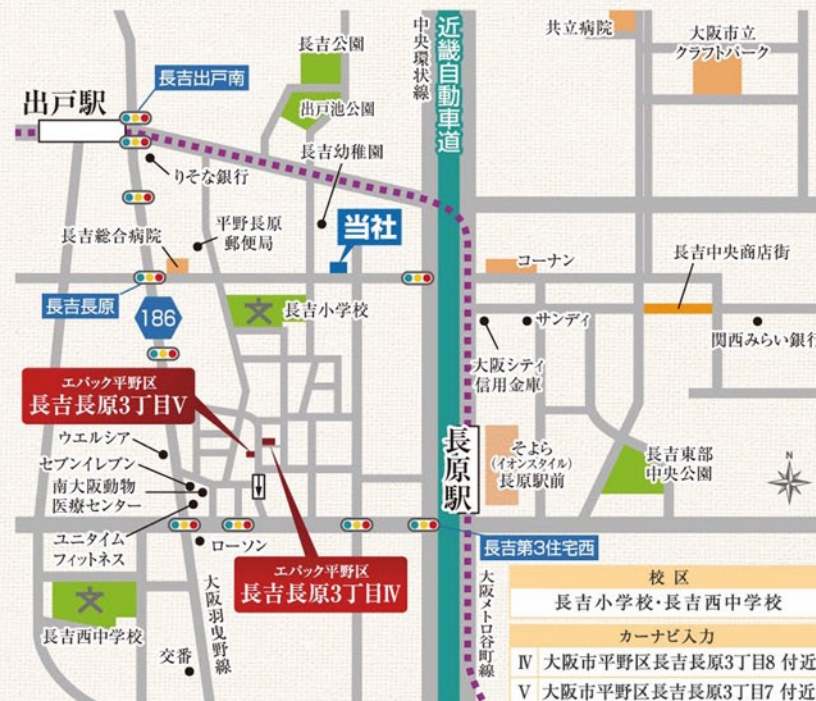 長吉公園
出戸池公園
長吉出戸南
出戸駅
りそな銀行
長吉幼稚園
中央環状線
近畿自動車道
共立病院
大阪市立
クラフトパーク
長吉総合病院
平野長原
郵便局
当社
コーナン
長吉中央商店街
長吉長原
186
長吉小学校
サンディ
大阪シティ
信用金庫
関西みらい銀行
エバック平野区
長吉長原3丁目Ⅴ
ウエルシア
セブンイレブン
南大阪動物
医療センター
ユニタイム
フィットネス
ローソン
エバック平野区
長吉長原3丁目Ⅳ
長原駅
そよら
(イオンスタイル)
長原駅前
長吉東部
中央公園
N
長吉第3住宅西
長吉西中学校
交番
大阪羽曳野線
大阪メトロ谷町線
校区
長吉小学校・長吉西中学校
カーナビ入力
Ⅳ 大阪市平野区長吉長原3丁目8 付近
Ⅴ 大阪市平野区長吉長原3丁目7 付近